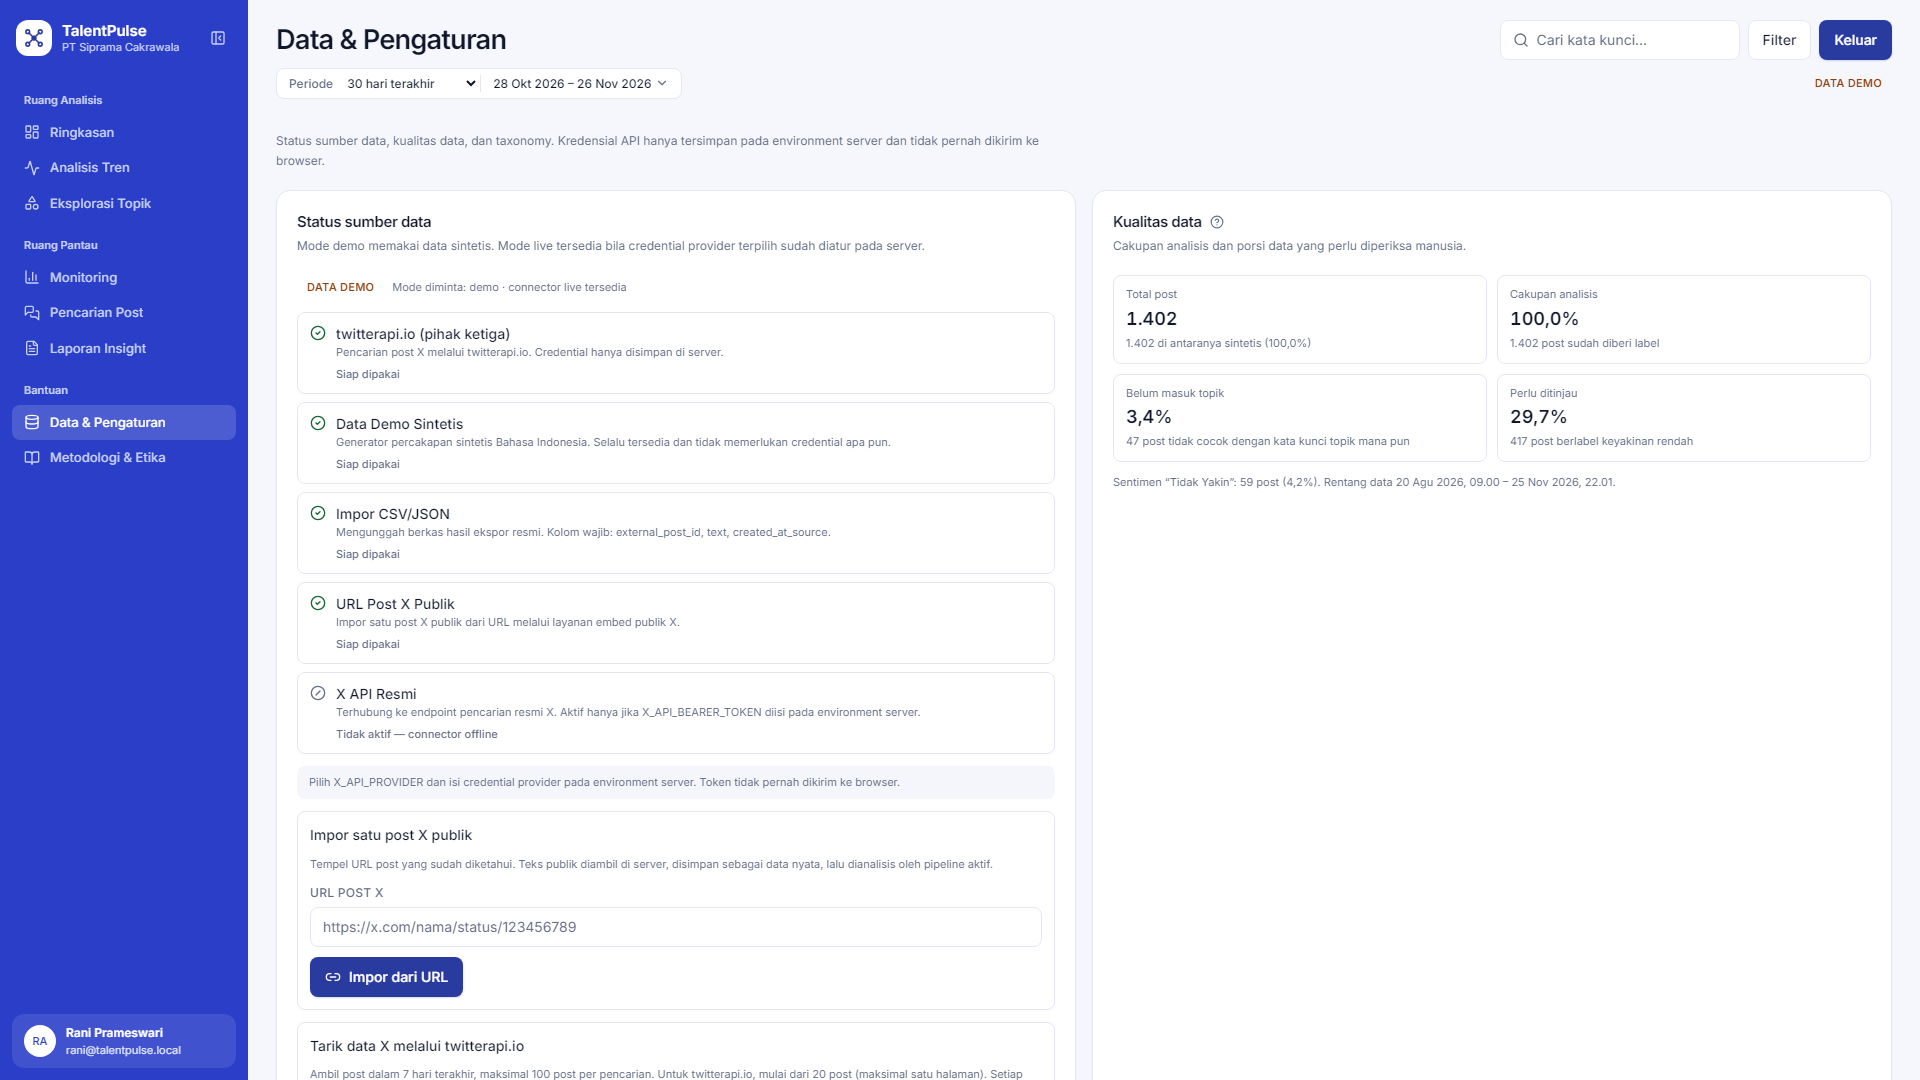 TalentPulse
PT Siprama Cakrawala
Ruang Analisis
Ringkasan
Analisis Tren
Eksplorasi Topik
Ruang Pantau
Monitoring
Pencarian Post
Laporan Insight
Bantuan
Data & Pengaturan
Metodologi & Etika
RA
Rani Prameswari
rani@talentpulse.local
Data & Pengaturan
Cari kata kunci...
Filter
Keluar
Periode 30 hari terakhir 28 Okt 2026 – 26 Nov 2026
DATA DEMO
Status sumber data, kualitas data, dan taxonomy. Kredensial API hanya tersimpan pada environment server dan tidak pernah dikirim ke
browser.
Status sumber data
Mode demo memakai data sintetis. Mode live tersedia bila credential provider terpilih sudah diatur pada server.
DATA DEMO Mode diminta: demo · connector live tersedia
twitterapi.io (pihak ketiga)
Pencarian post X melalui twitterapi.io. Credential hanya disimpan di server.
Siap dipakai
Data Demo Sintetis
Generator percakapan sintetis Bahasa Indonesia. Selalu tersedia dan tidak memerlukan credential apa pun.
Siap dipakai
Impor CSV/JSON
Mengunggah berkas hasil ekspor resmi. Kolom wajib: external_post_id, text, created_at_source.
Siap dipakai
URL Post X Publik
Impor satu post X publik dari URL melalui layanan embed publik X.
Siap dipakai
X API Resmi
Terhubung ke endpoint pencarian resmi X. Aktif hanya jika X_API_BEARER_TOKEN diisi pada environment server.
Tidak aktif — connector offline
Pilih X_API_PROVIDER dan isi credential provider pada environment server. Token tidak pernah dikirim ke browser.
Impor satu post X publik
Tempel URL post yang sudah diketahui. Teks publik diambil di server, disimpan sebagai data nyata, lalu dianalisis oleh pipeline aktif.
URL POST X
https://x.com/nama/status/123456789
Impor dari URL
Tarik data X melalui twitterapi.io
Ambil post dalam 7 hari terakhir, maksimal 100 post per pencarian. Untuk twitterapi.io, mulai dari 20 post (maksimal satu halaman). Setiap
Kualitas data
Cakupan analisis dan porsi data yang perlu diperiksa manusia.
Total post
1.402
1.402 di antaranya sintetis (100,0%)
Cakupan analisis
100,0%
1.402 post sudah diberi label
Belum masuk topik
3,4%
47 post tidak cocok dengan kata kunci topik mana pun
Perlu ditinjau
29,7%
417 post berlabel keyakinan rendah
Sentimen “Tidak Yakin”: 59 post (4,2%). Rentang data 20 Agu 2026, 09.00 – 25 Nov 2026, 22.01.